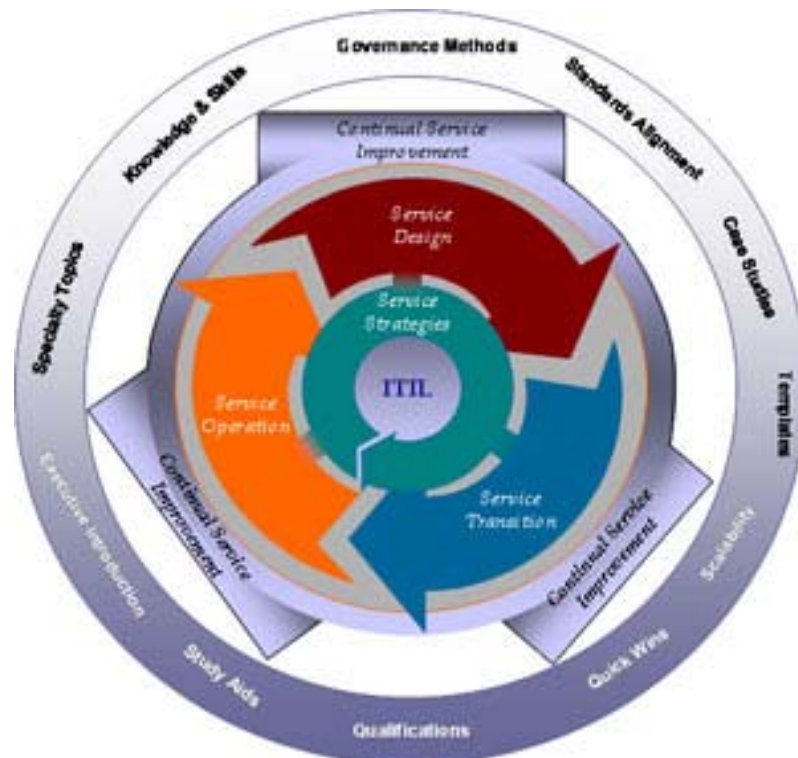 Governance Methods
Standards Alignment
Case Studies
Templates
Scalability
Quick Wins
Qualifications
Study Aids
Executive Introduction
Specialty Topics
Knowledge & Skills
Continual Service
Improvement
Continual Service
Improvement
Continual Service
Improvement
Service
Design
Service
Transition
Service
Operation
Service
Strategies
ITIL